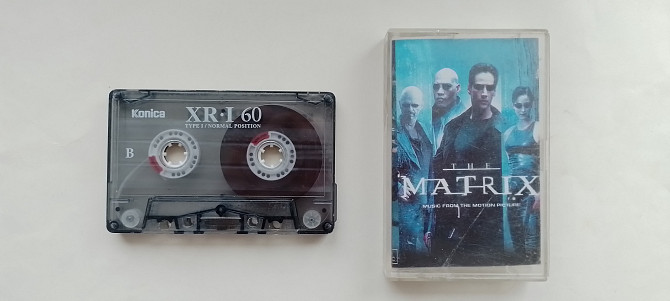 Konica
XR·I 60
TYPE I / NORMAL POSITION
B
THE
MATRIX
MUSIC FROM THE MOTION PICTURE